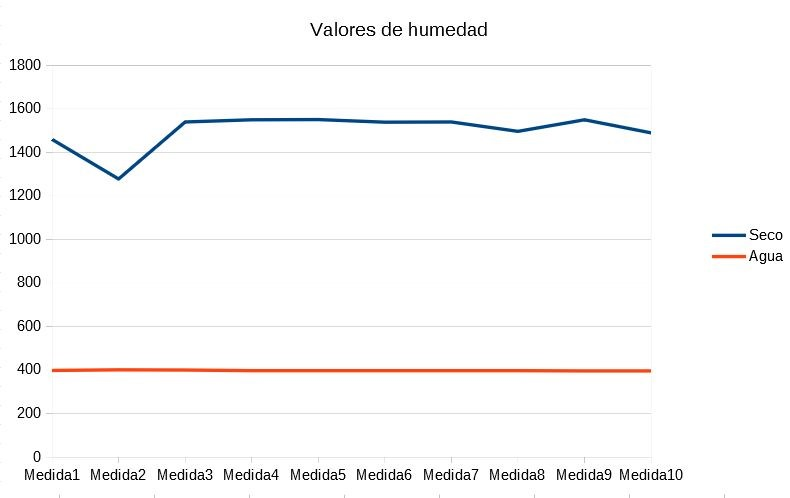 Valores de humedad
1800
1600
1400
1200
1000
800
600
400
200
0
Medida1 Medida2 Medida3 Medida4 Medida5 Medida6 Medida7 Medida8 Medida9 Medida10
Seco
Agua